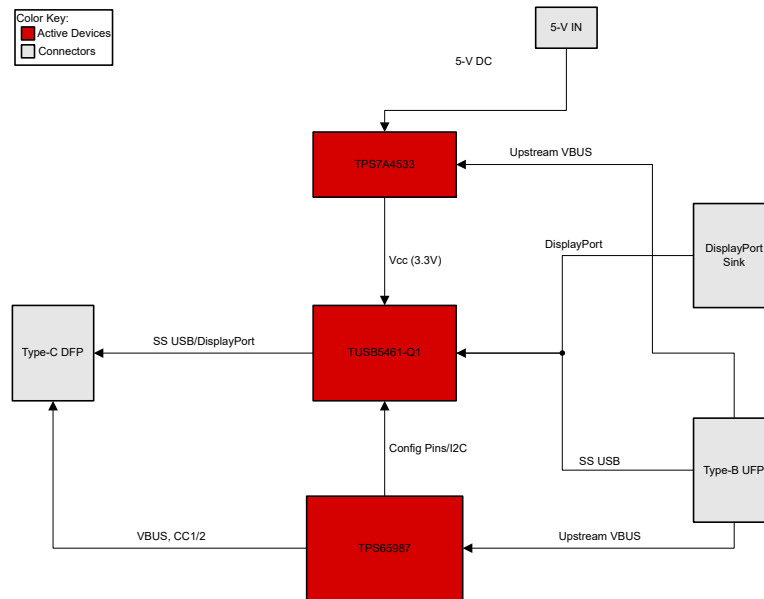 Color Key:
Active Devices
Connectors
5-V IN
5-V DC
TPS7A4533
Upstream VBUS
DisplayPort
DisplayPort
Sink
Vcc (3.3V)
Type-C DFP
SS USB/DisplayPort
TUSB5461-Q1
Config Pins/I2C
SS USB
Type-B UFP
VBUS, CC1/2
TPS65987
Upstream VBUS